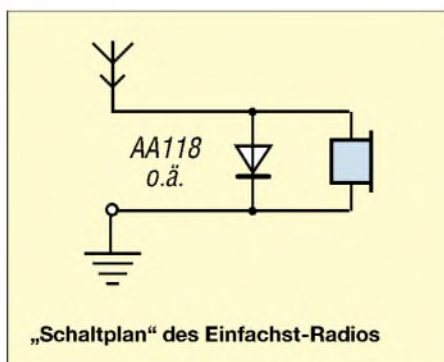 AA118
o.ä.
„Schaltplan“ des Einfachst-Radios